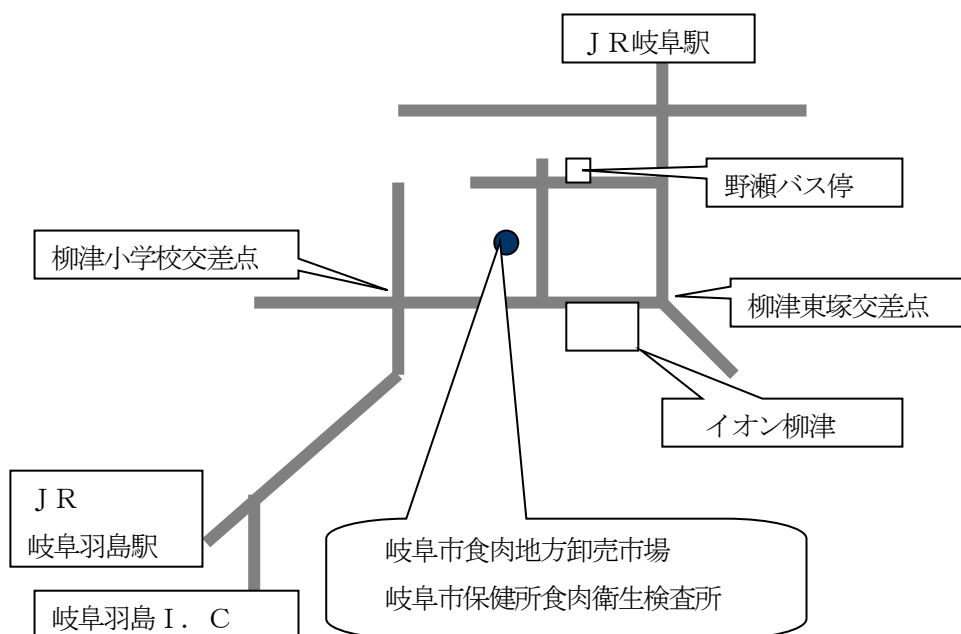 ＪＲ岐阜駅
野瀬バス停
柳津小学校交差点
柳津東塚交差点
イオン柳津
ＪＲ
岐阜羽島駅
岐阜市食肉地方卸売市場
岐阜市保健所食肉衛生検査所
岐阜羽島Ｉ．Ｃ